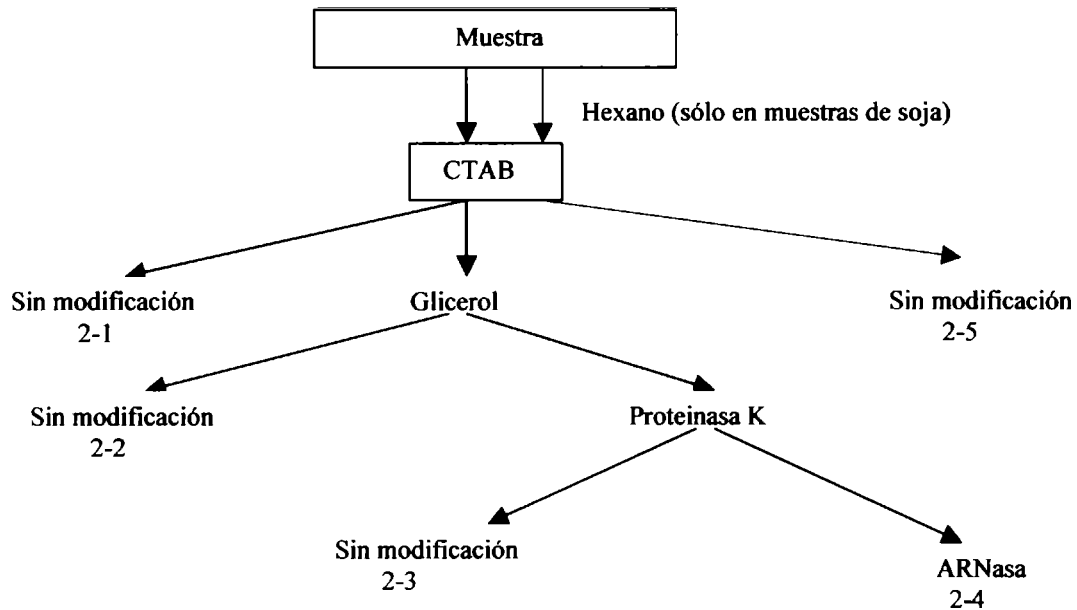 Muestra
Hexano (sólo en muestras de soja)
CTAB
Sin modificación
2-1
Glicerol
Sin modificación
2-5
Sin modificación
2-2
Proteinasa K
Sin modificación
2-3
ARNasa
2-4